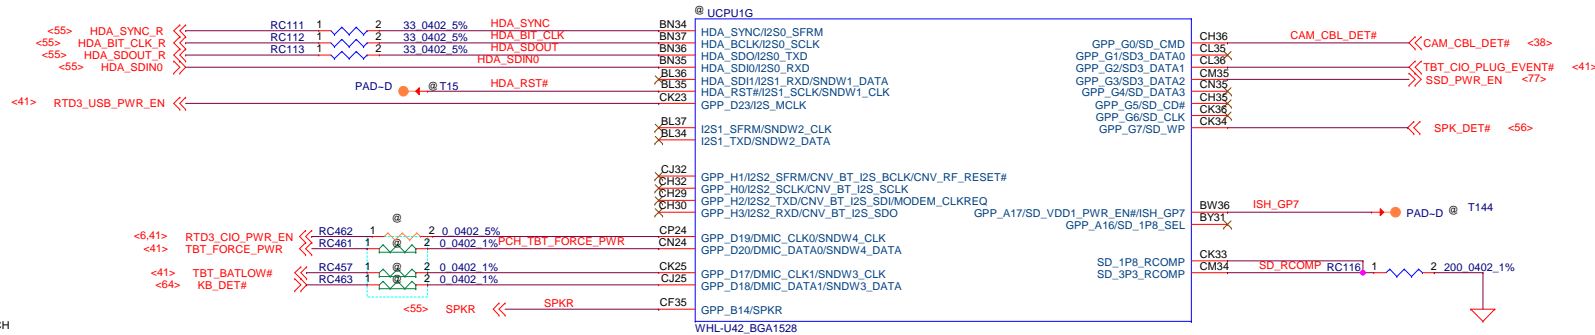 @ UCPU1G
<55> HDA_SYNC_R RC111 1 2 33_0402_5% HDA_SYNC BN34 HDA_SYNC/I2S0_SFRM
<55> HDA_BIT_CLK_R RC112 1 2 33_0402_5% HDA_BIT_CLK BN37 HDA_BCLK/I2S0_SCLK
<55> HDA_SDOUT_R RC113 1 2 33_0402_5% HDA_SDOUT BN36 HDA_SDO/I2S0_TXD
<55> HDA_SDIN0 HDA_SDIN0 BN35 HDA_SDI0/I2S0_RXD
BL36 HDA_SDI1/I2S1_RXD/SNDW1_DATA
PAD~D @ T15 HDA_RST# BL35 HDA_RST#/I2S1_SCLK/SNDW1_CLK
<41> RTD3_USB_PWR_EN CK23 GPP_D23/I2S_MCLK
BL37 I2S1_SFRM/SNDW2_CLK
BL34 I2S1_TXD/SNDW2_DATA
CJ32 GPP_H1/I2S2_SFRM/CNV_BT_I2S_BCLK/CNV_RF_RESET#
CH32 GPP_H0/I2S2_SCLK/CNV_BT_I2S_SCLK
CH29 GPP_H2/I2S2_TXD/CNV_BT_I2S_SDI/MODEM_CLKREQ
CH30 GPP_H3/I2S2_RXD/CNV_BT_I2S_SDO
@
<6,41> RTD3_CIO_PWR_EN RC462 1 2 0_0402_5% CP24 GPP_D19/DMIC_CLK0/SNDW4_CLK
<41> TBT_FORCE_PWR RC461 1 @ 2 0_0402_1% PCH_TBT_FORCE_PWR CN24 GPP_D20/DMIC_DATA0/SNDW4_DATA
<41> TBT_BATLOW# RC457 1 @ 2 0_0402_1% CK25 GPP_D17/DMIC_CLK1/SNDW3_CLK
<64> KB_DET# RC463 1 @ 2 0_0402_1% CJ25 GPP_D18/DMIC_DATA1/SNDW3_DATA
<55> SPKR SPKR CF35 GPP_B14/SPKR
GPP_G0/SD_CMD CH36 CAM_CBL_DET# CAM_CBL_DET# <38>
GPP_G1/SD3_DATA0 CL35
GPP_G2/SD3_DATA1 CL36 TBT_CIO_PLUG_EVENT# <41>
GPP_G3/SD3_DATA2 CM35 SSD_PWR_EN <77>
GPP_G4/SD_DATA3 CN35
GPP_G5/SD_CD# CH35
GPP_G6/SD_CLK CK36
GPP_G7/SD_WP CK34 SPK_DET# <56>
GPP_A17/SD_VDD1_PWR_EN#/ISH_GP7 BW36 ISH_GP7 PAD~D @ T144
GPP_A16/SD_1P8_SEL BY31
SD_1P8_RCOMP CK33
SD_3P3_RCOMP CM34 SD_RCOMP RC116 1 2 200_0402_1%
WHL-U42_BGA1528
CH